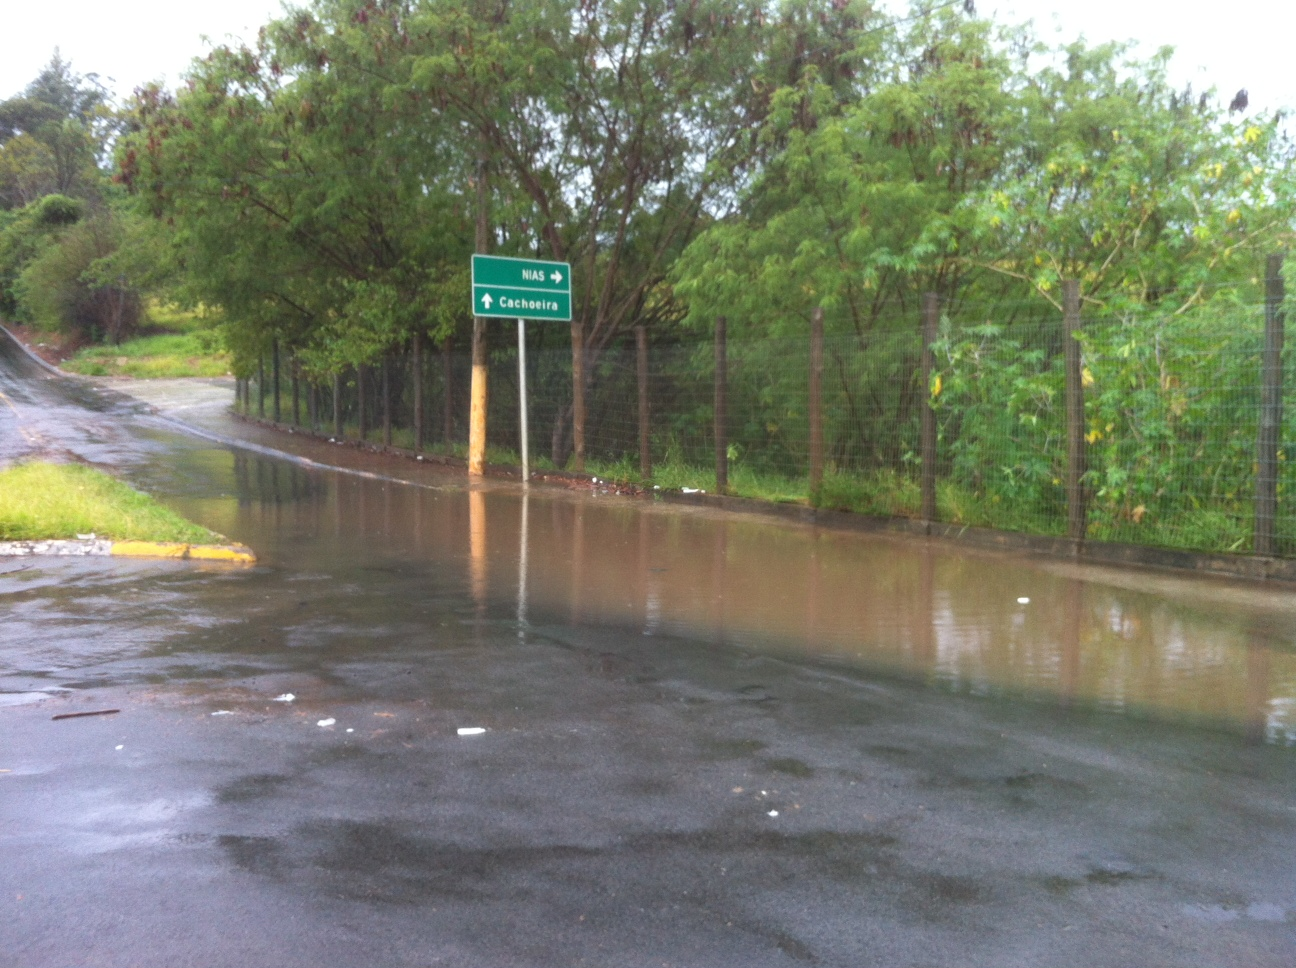 NIAS →
↑ Cachoeira